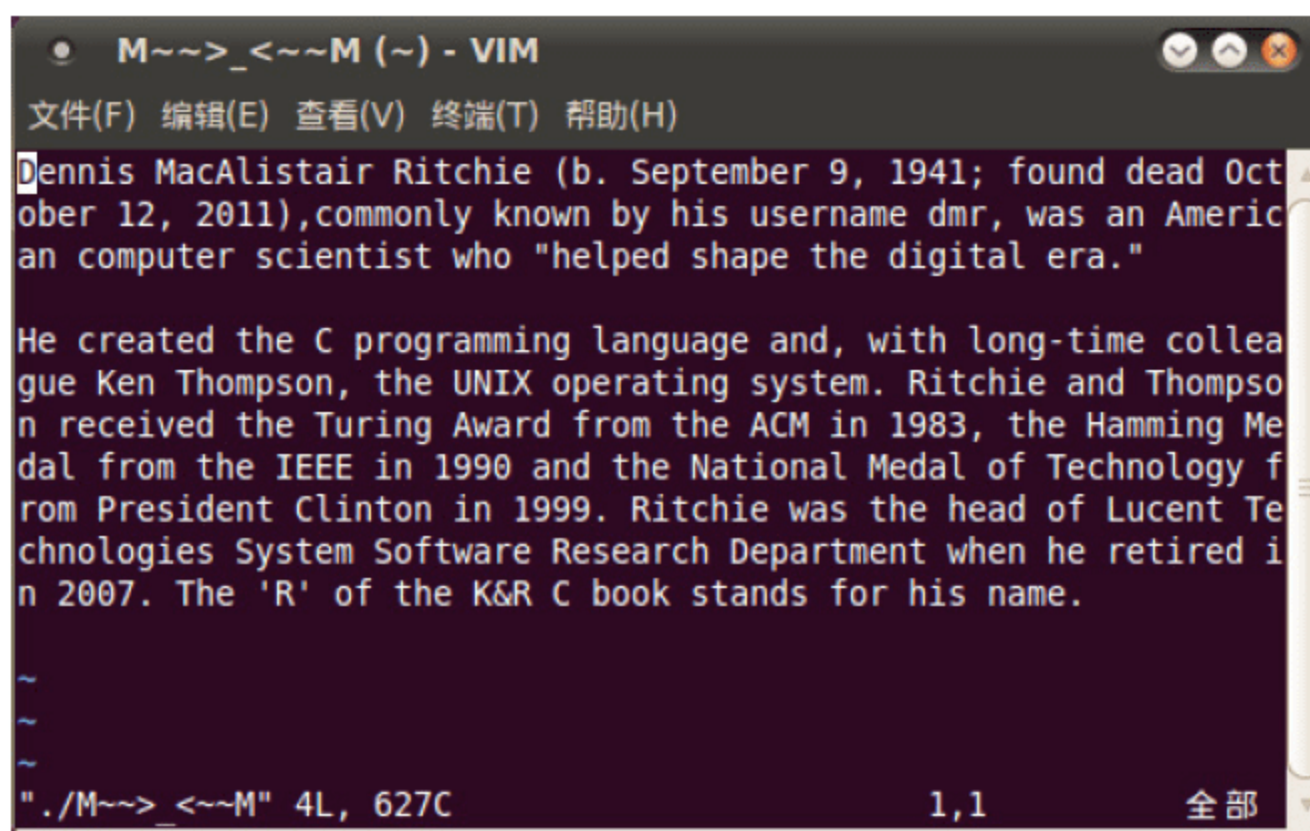 M~~>_<~~M (~) - VIM
文件(F) 编辑(E) 查看(V) 终端(T) 帮助(H)
Dennis MacAlistair Ritchie (b. September 9, 1941; found dead Oct
ober 12, 2011),commonly known by his username dmr, was an Americ
an computer scientist who "helped shape the digital era."
He created the C programming language and, with long-time collea
gue Ken Thompson, the UNIX operating system. Ritchie and Thompso
n received the Turing Award from the ACM in 1983, the Hamming Me
dal from the IEEE in 1990 and the National Medal of Technology f
rom President Clinton in 1999. Ritchie was the head of Lucent Te
chnologies System Software Research Department when he retired i
n 2007. The 'R' of the K&R C book stands for his name.
~
~
~
"./M~~>_<~~M" 4L, 627C 1,1 全部